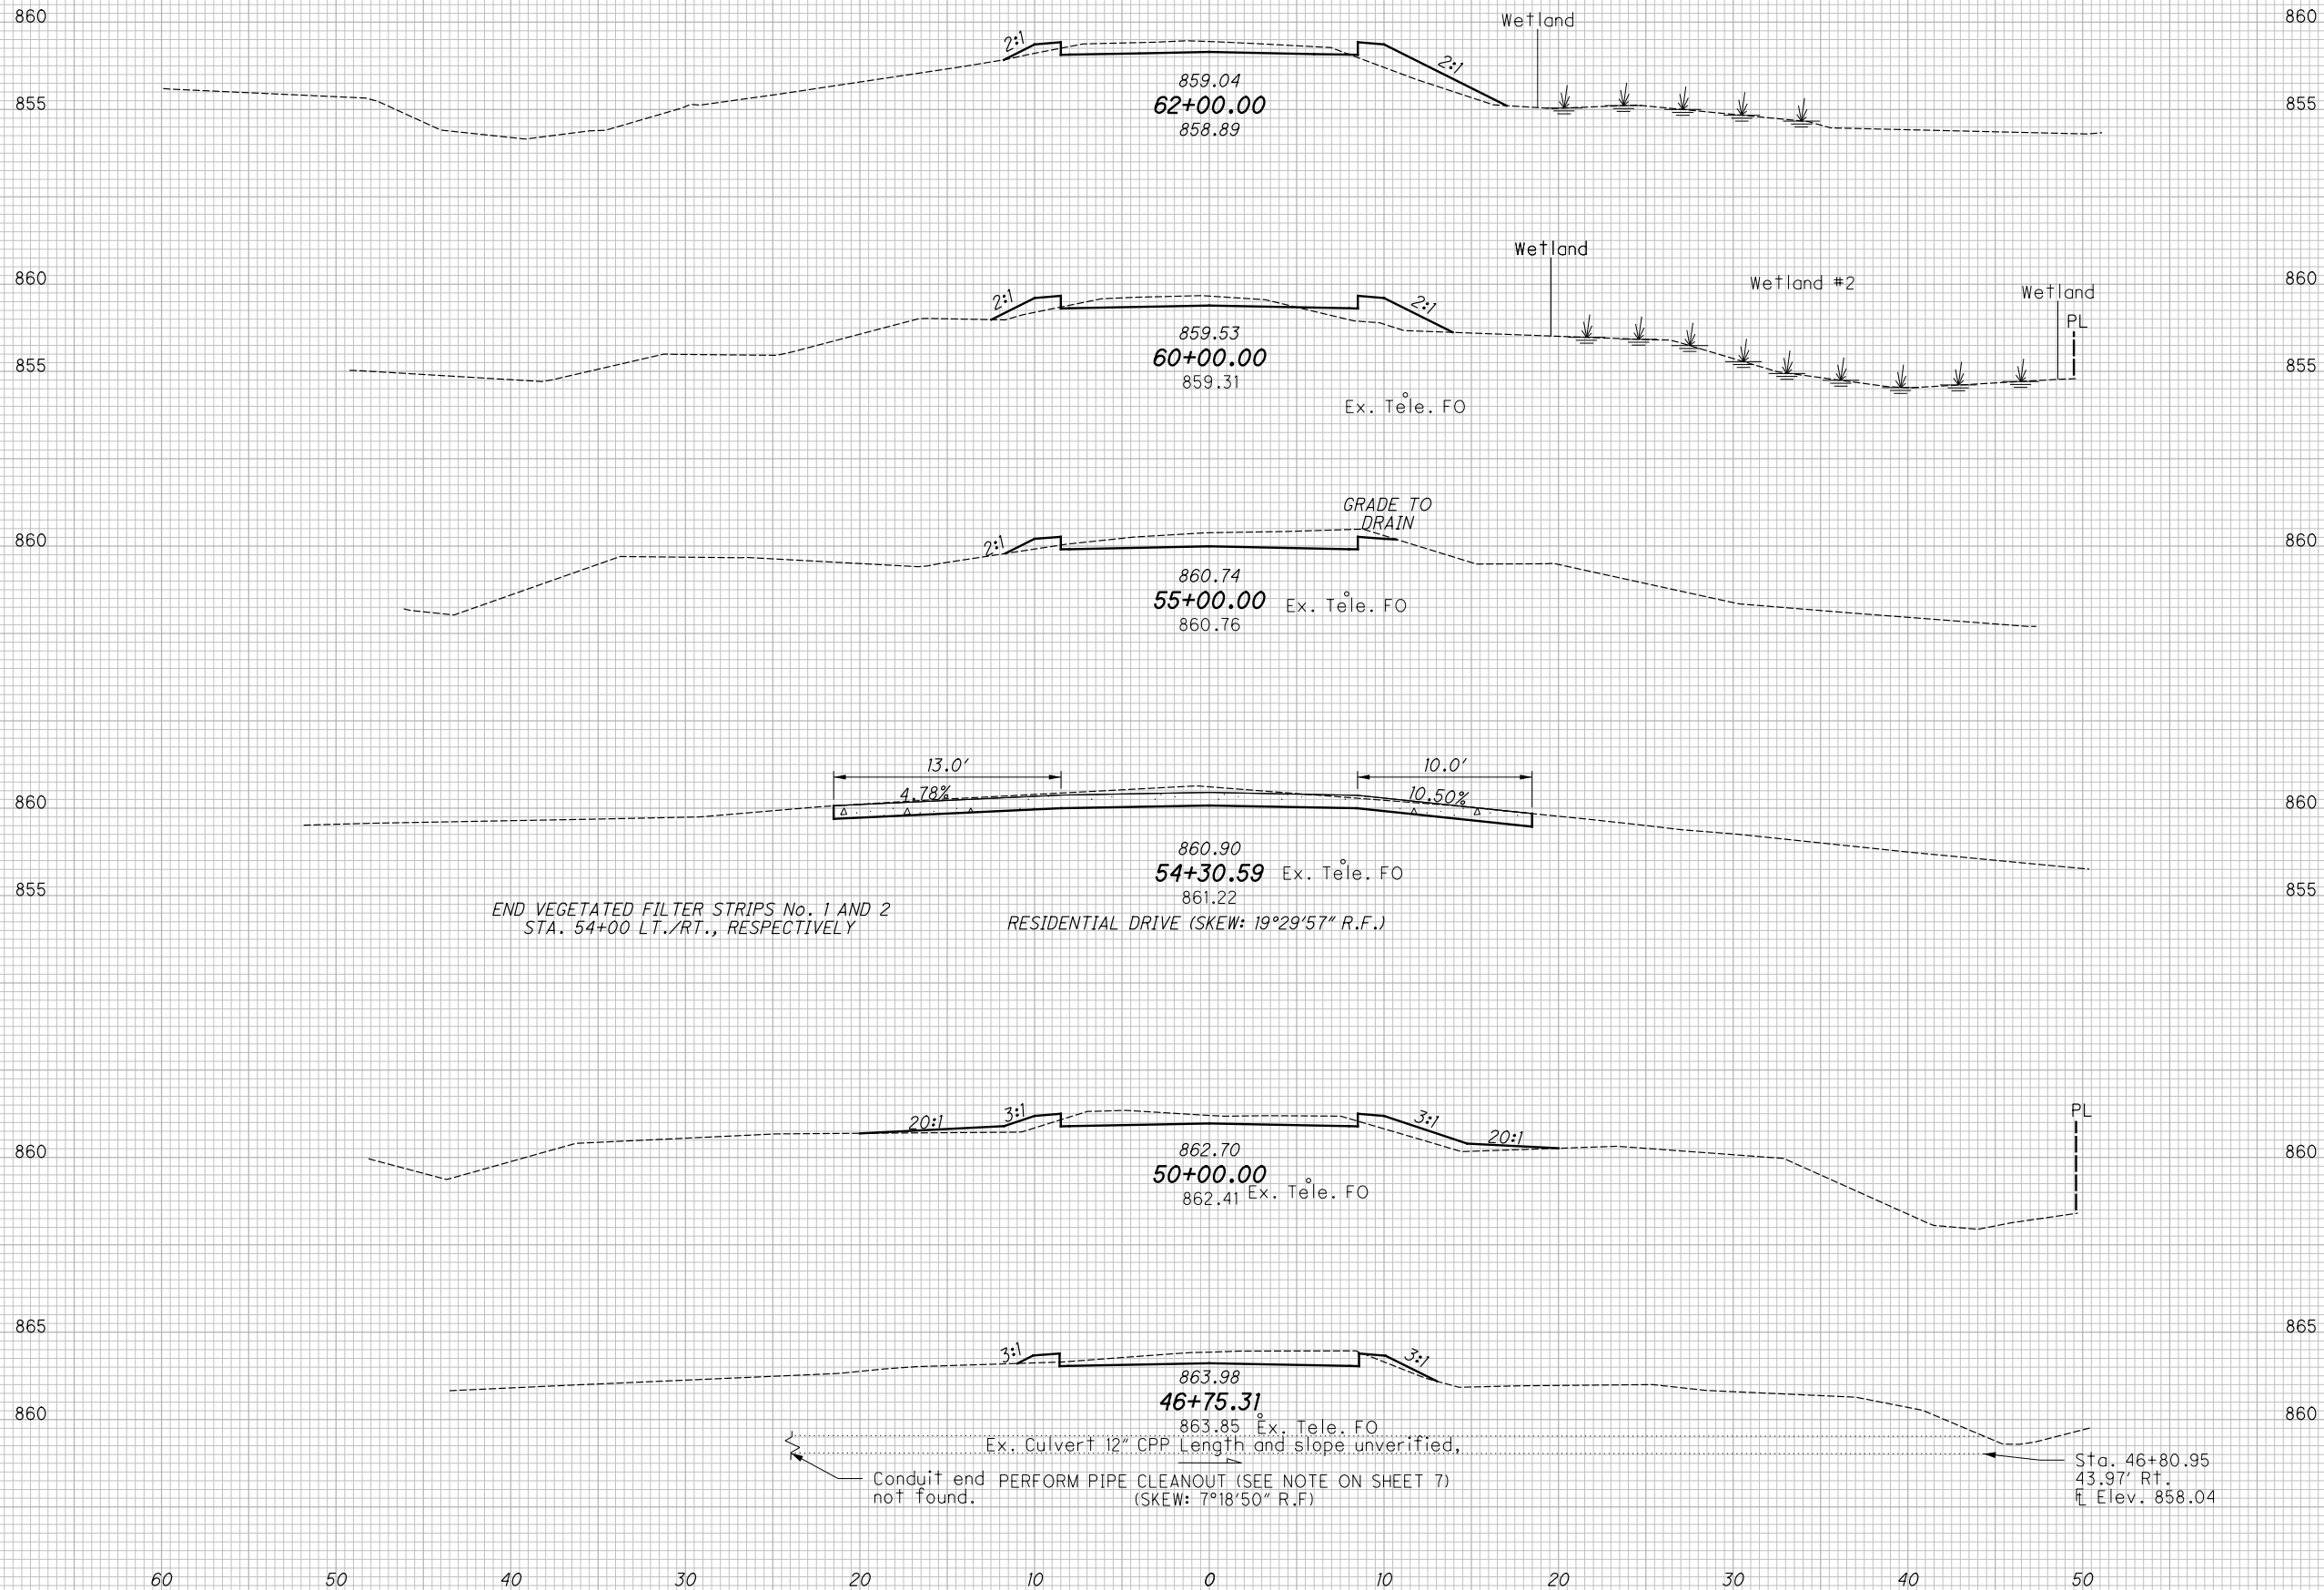 860 Wetland 860
2:1 2:1
859.04
855 62+00.00 855
858.89
Wetland
860 Wetland #2 860
Wetland
2:1 2:1 PL
859.53
855 60+00.00 855
859.31
Ex. Tele. FO
GRADE TO
DRAIN
860 2:1 860
860.74
55+00.00 Ex. Tele. FO
860.76
13.0' 10.0'
4.78% 10.50%
860 860
860.90
54+30.59 Ex. Tele. FO
855 861.22 855
END VEGETATED FILTER STRIPS No. 1 AND 2
STA. 54+00 LT./RT., RESPECTIVELY
RESIDENTIAL DRIVE (SKEW: 19°29'57" R.F.)
PL
20:1 3:1 3:1 20:1
860 862.70 860
50+00.00
862.41 Ex. Tele. FO
865 865
3:1 3:1
863.98
860 46+75.31 860
863.85 Ex. Tele. FO
Ex. Culvert 12" CPP Length and slope unverified,
Conduit end
not found.
PERFORM PIPE CLEANOUT (SEE NOTE ON SHEET 7)
(SKEW: 7°18'50" R.F)
Sta. 46+80.95
43.97' Rt.
FL Elev. 858.04
60 50 40 30 20 10 0 10 20 30 40 50